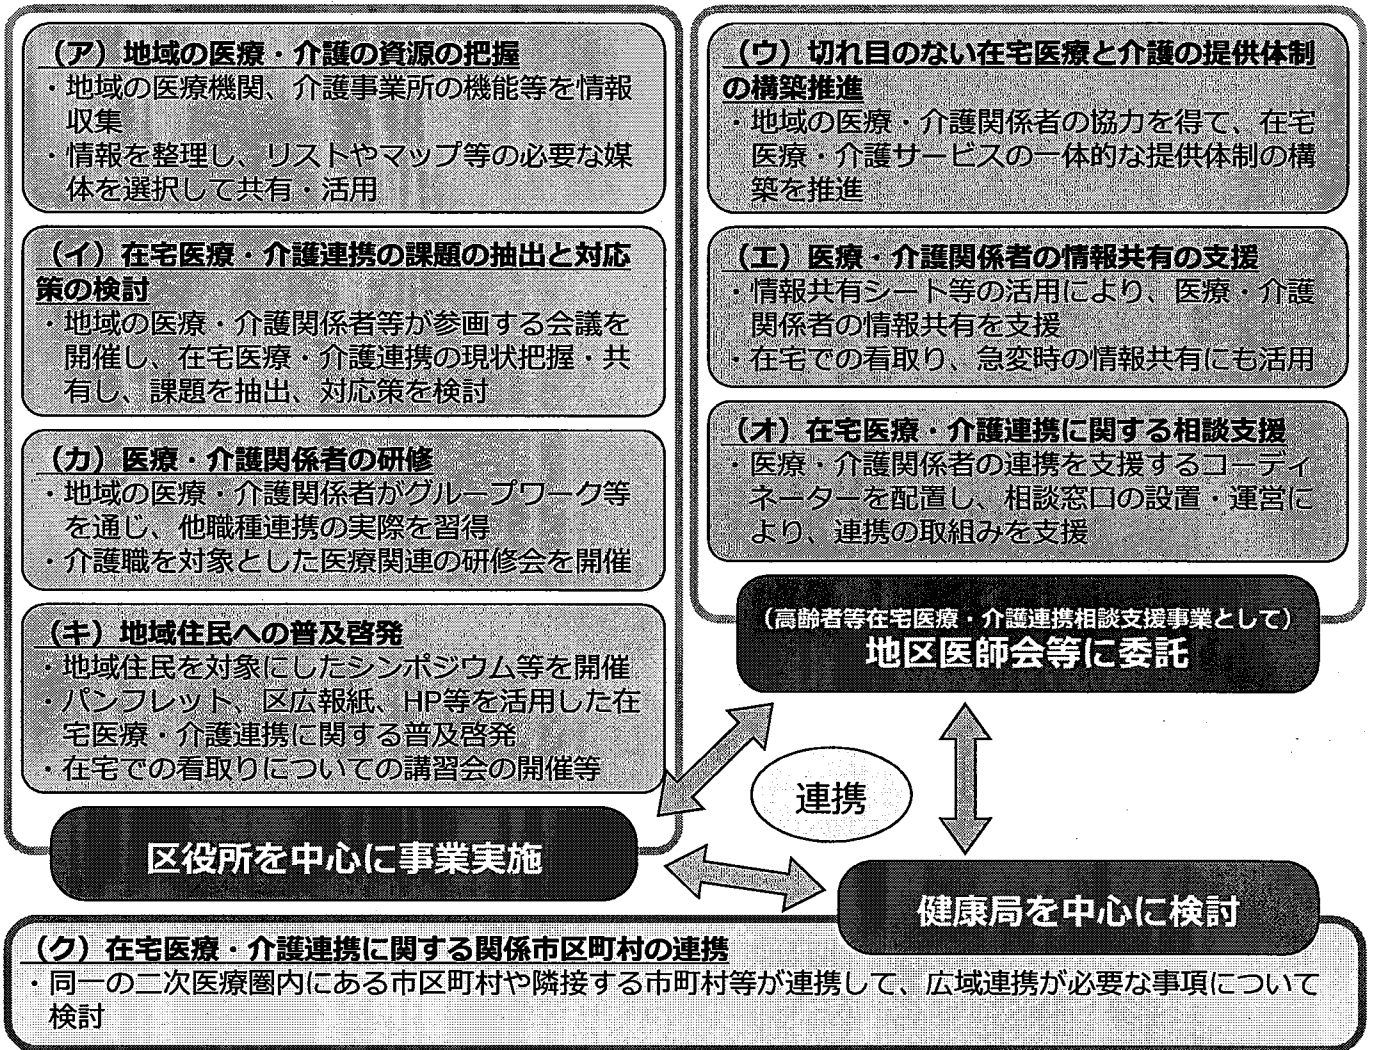 （ア）地域の医療・介護の資源の把握
・地域の医療機関、介護事業所の機能等を情報
収集
・情報を整理し、リストやマップ等の必要な媒
体を選択して共有・活用
（イ）在宅医療・介護連携の課題の抽出と対応
策の検討
・地域の医療・介護関係者等が参画する会議を
開催し、在宅医療・介護連携の現状把握・共
有し、課題を抽出、対応策を検討
（カ）医療・介護関係者の研修
・地域の医療・介護関係者がグループワーク等
を通じ、他職種連携の実際を習得
・介護職を対象とした医療関連の研修会を開催
（キ）地域住民への普及啓発
・地域住民を対象にしたシンポジウム等を開催
・パンフレット、区広報紙、HP等を活用した在
宅医療・介護連携に関する普及啓発
・在宅での看取りについての講習会の開催等
区役所を中心に事業実施
（ウ）切れ目のない在宅医療と介護の提供体制
の構築推進
・地域の医療・介護関係者の協力を得て、在宅
医療・介護サービスの一体的な提供体制の構
築を推進
（エ）医療・介護関係者の情報共有の支援
・情報共有シート等の活用により、医療・介護
関係者の情報共有を支援
・在宅での看取り、急変時の情報共有にも活用
（オ）在宅医療・介護連携に関する相談支援
・医療・介護関係者の連携を支援するコーディ
ネーターを配置し、相談窓口の設置・運営に
より、連携の取組みを支援
（高齢者等在宅医療・介護連携相談支援事業として）
地区医師会等に委託
連携
健康局を中心に検討
（ク）在宅医療・介護連携に関する関係市区町村の連携
・同一の二次医療圏内にある市区町村や隣接する市町村等が連携して、広域連携が必要な事項について
検討